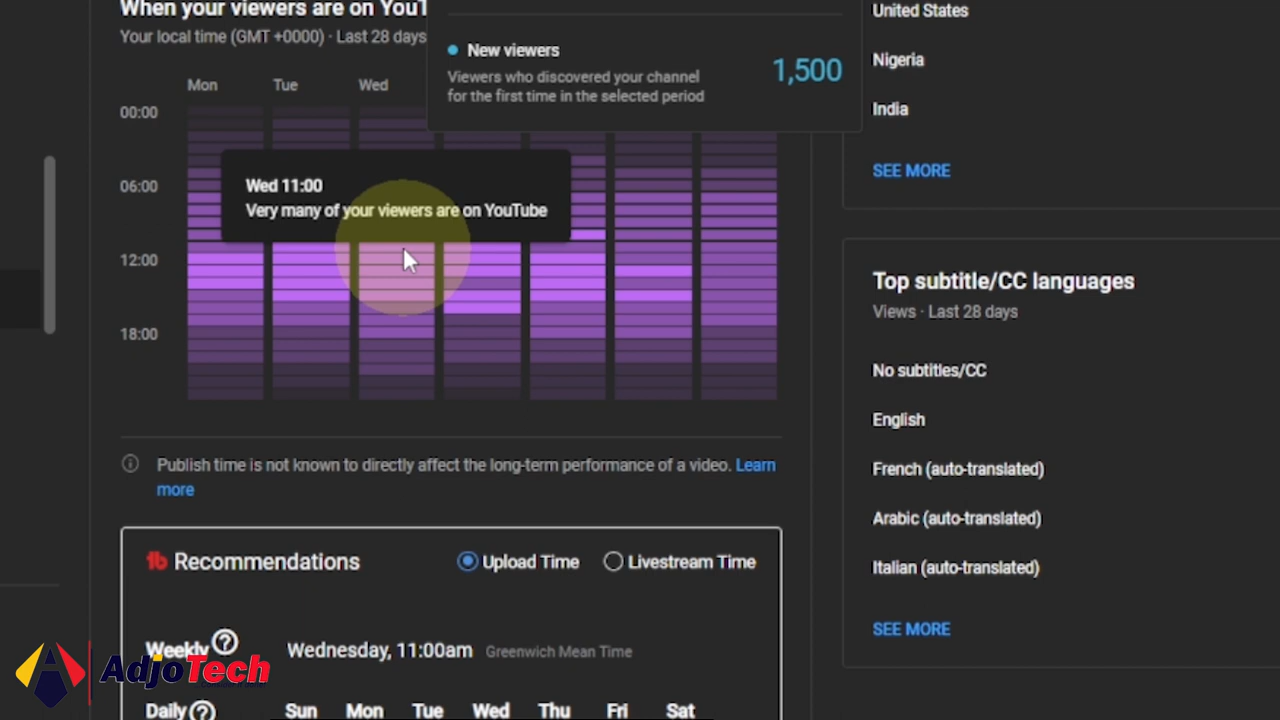 When your viewers are on YouT
Your local time (GMT +0000) · Last 28 days
New viewers
Viewers who discovered your channel
for the first time in the selected period
1,500
Mon Tue Wed
00:00
06:00
12:00
18:00
Wed 11:00
Very many of your viewers are on YouTube
Publish time is not known to directly affect the long-term performance of a video. Learn
more
Recommendations
Upload Time
Livestream Time
Weekly
Wednesday, 11:00am Greenwich Mean Time
Daily
Sun Mon Tue Wed Thu Fri Sat
United States
Nigeria
India
SEE MORE
Top subtitle/CC languages
Views · Last 28 days
No subtitles/CC
English
French (auto-translated)
Arabic (auto-translated)
Italian (auto-translated)
SEE MORE
AdjoTech